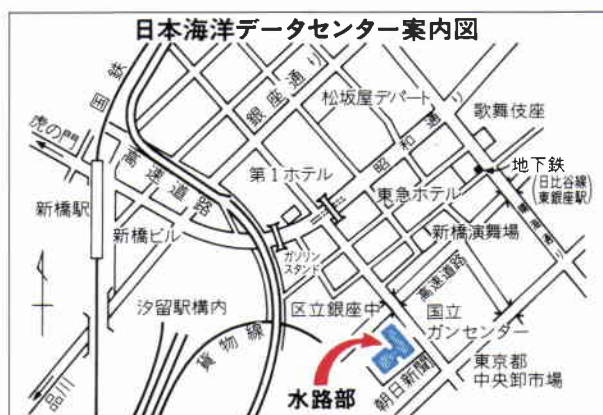 日本海洋データセンター案内図
国鉄
銀座通り
松坂屋デパート
歌舞伎座
虎の門
高速道路
第1ホテル
昭和通り
地下鉄
(日比谷線
東銀座駅)
東急ホテル
新橋駅
新橋ビル
ガソリン
スタンド
新橋演舞場
晴海通り
高速道路
汐留駅構内
区立銀座中
国立
ガンセンター
貨物線
品川
水路部
朝日新聞
東京都
中央卸市場